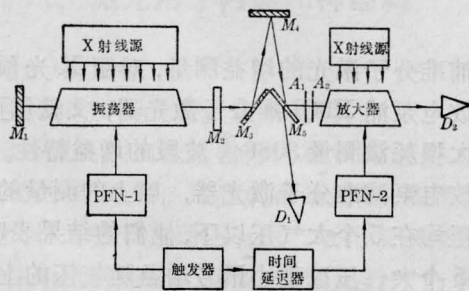 X射线源
X射线源
M₄
A₁ A₂
振荡器
放大器
M₁
M₂
M₃
M₅
D₂
PFN-1
D₁
PFN-2
触发器
时间
延迟器